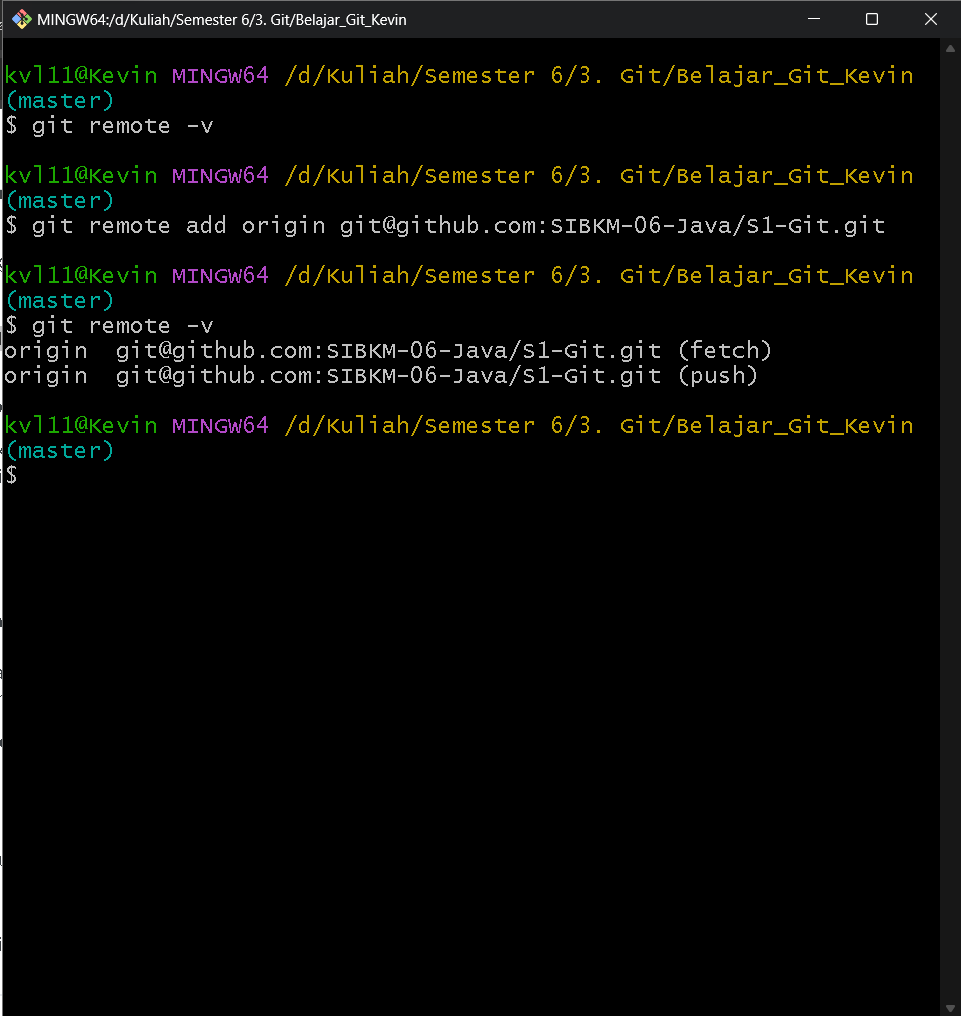 MINGW64:/d/Kuliah/Semester 6/3. Git/Belajar_Git_Kevin
kvl11@Kevin MINGW64 /d/Kuliah/Semester 6/3. Git/Belajar_Git_Kevin
(master)
$ git remote -v
kvl11@Kevin MINGW64 /d/Kuliah/Semester 6/3. Git/Belajar_Git_Kevin
(master)
$ git remote add origin git@github.com:SIBKM-06-Java/S1-Git.git
kvl11@Kevin MINGW64 /d/Kuliah/Semester 6/3. Git/Belajar_Git_Kevin
(master)
$ git remote -v
origin  git@github.com:SIBKM-06-Java/S1-Git.git (fetch)
origin  git@github.com:SIBKM-06-Java/S1-Git.git (push)
kvl11@Kevin MINGW64 /d/Kuliah/Semester 6/3. Git/Belajar_Git_Kevin
(master)
$